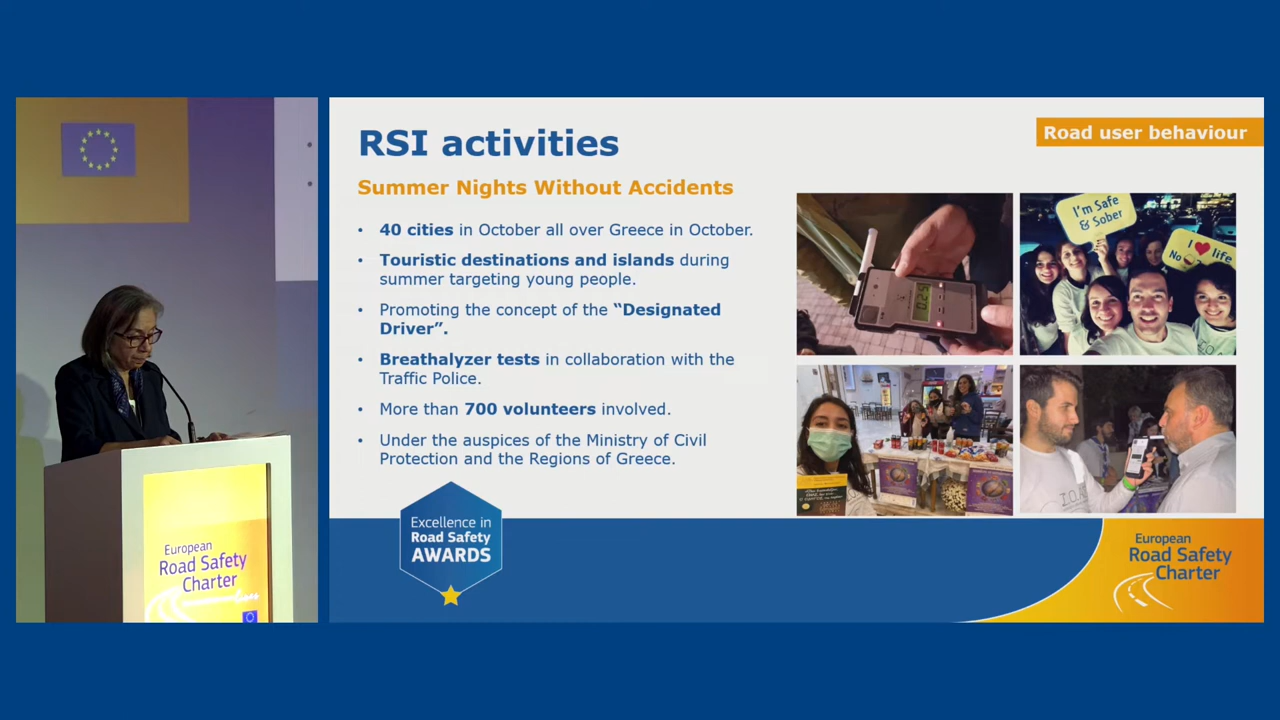 RSI activities
Road user behaviour
Summer Nights Without Accidents
• 40 cities in October all over Greece in October.
• Touristic destinations and islands during
summer targeting young people.
• Promoting the concept of the “Designated
Driver”.
• Breathalyzer tests in collaboration with the
Traffic Police.
• More than 700 volunteers involved.
• Under the auspices of the Ministry of Civil
Protection and the Regions of Greece.
I'm Safe
& Sober
I ❤ life
No
Excellence in
Road Safety
AWARDS
European
Road Safety
Charter
European
Road Safety
Charter